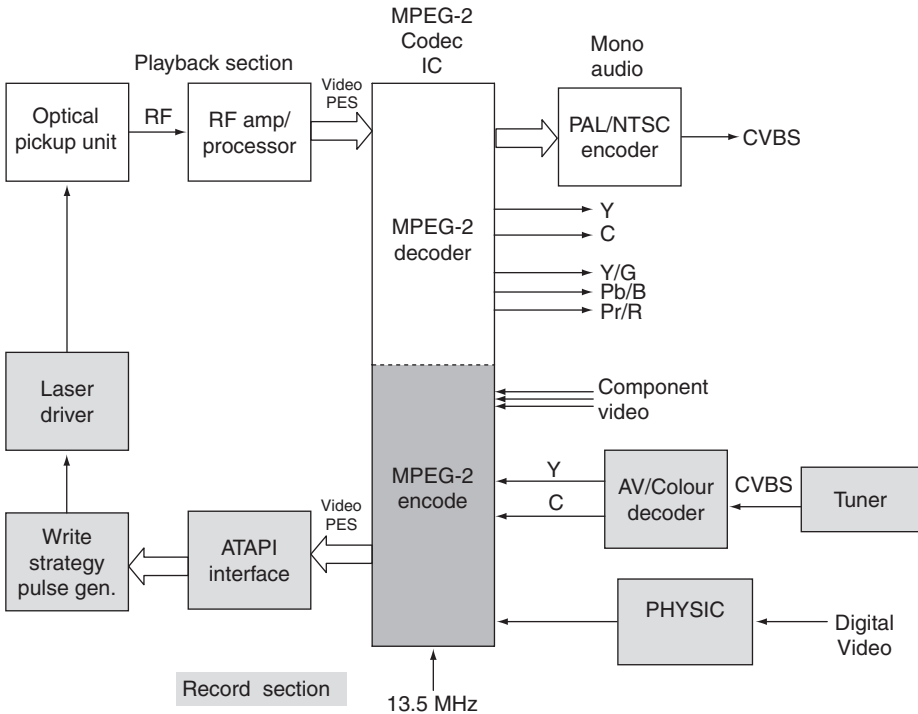 MPEG-2
Codec
IC
Mono
audio
Playback section
Video
PES
Optical
pickup unit
RF
RF amp/
processor
PAL/NTSC
encoder
CVBS
MPEG-2
decoder
Y
C
Y/G
Pb/B
Pr/R
Laser
driver
Component
video
MPEG-2
encode
Y
C
AV/Colour
decoder
CVBS
Tuner
Write
strategy
pulse gen.
ATAPI
interface
Video
PES
PHYSIC
Digital
Video
Record section
13.5 MHz